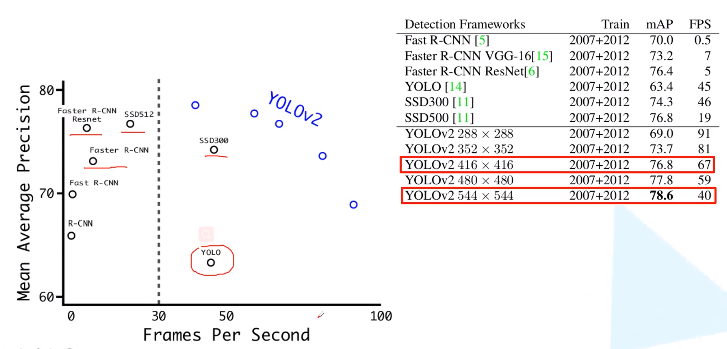 Mean Average Precision
80
70
60
Faster R-CNN
Resnet
SSD512
Faster R-CNN
Fast R-CNN
R-CNN
SSD300
YOLO
YOLOv2
0
30
50
100
Frames Per Second
Detection Frameworks Train mAP FPS
Fast R-CNN [5] 2007+2012 70.0 0.5
Faster R-CNN VGG-16[15] 2007+2012 73.2 7
Faster R-CNN ResNet[6] 2007+2012 76.4 5
YOLO [14] 2007+2012 63.4 45
SSD300 [11] 2007+2012 74.3 46
SSD500 [11] 2007+2012 76.8 19
YOLOv2 288 × 288 2007+2012 69.0 91
YOLOv2 352 × 352 2007+2012 73.7 81
YOLOv2 416 × 416 2007+2012 76.8 67
YOLOv2 480 × 480 2007+2012 77.8 59
YOLOv2 544 × 544 2007+2012 78.6 40